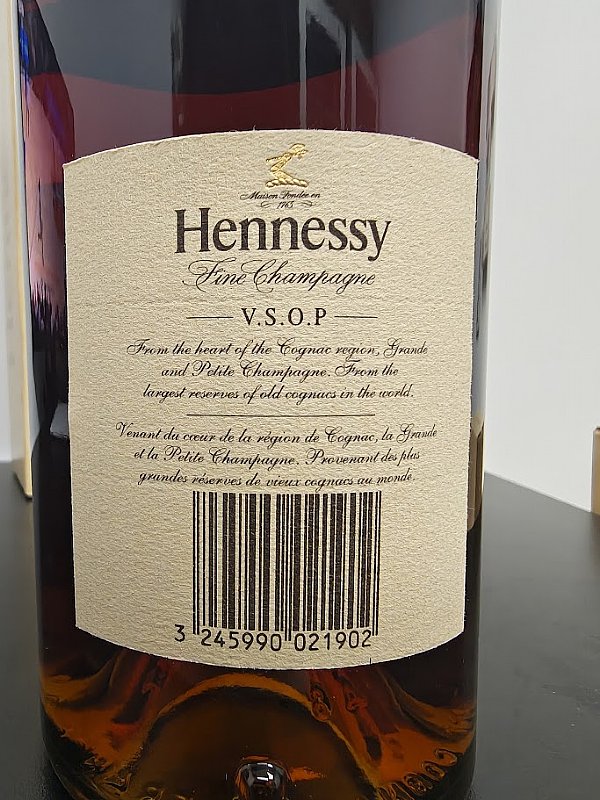 Maison Fondée en
1765
Hennessy
Fine Champagne
V.S.O.P
From the heart of the Cognac region, Grande
and Petite Champagne. From the
largest reserves of old cognacs in the world.
Venant du cœur de la région de Cognac, la Grande
et la Petite Champagne. Provenant des plus
grandes réserves de vieux cognacs au monde
3 245990 021902